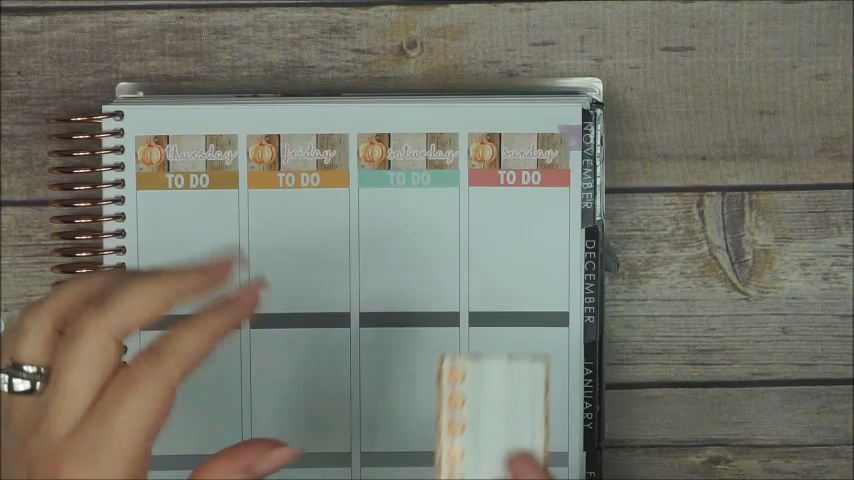 thursday friday saturday sunday
TO DO TO DO TO DO TO DO
NOVEMBER
DECEMBER
JANUARY
F